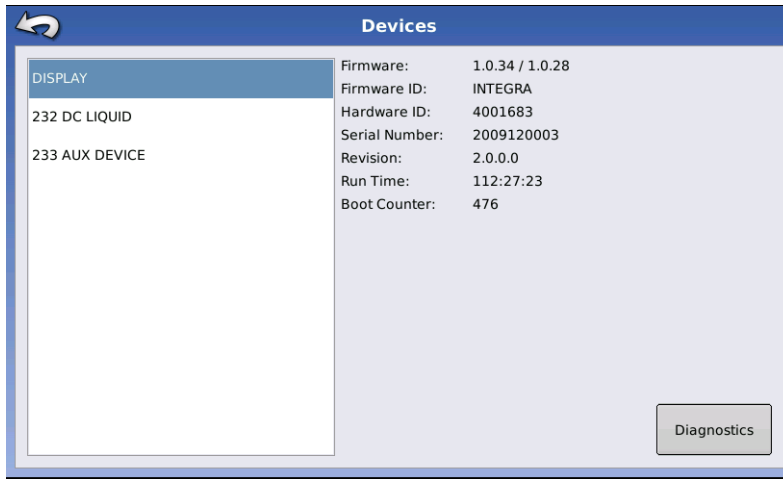 Devices
DISPLAY
232 DC LIQUID
233 AUX DEVICE
Firmware: 1.0.34 / 1.0.28
Firmware ID: INTEGRA
Hardware ID: 4001683
Serial Number: 2009120003
Revision: 2.0.0.0
Run Time: 112:27:23
Boot Counter: 476
Diagnostics